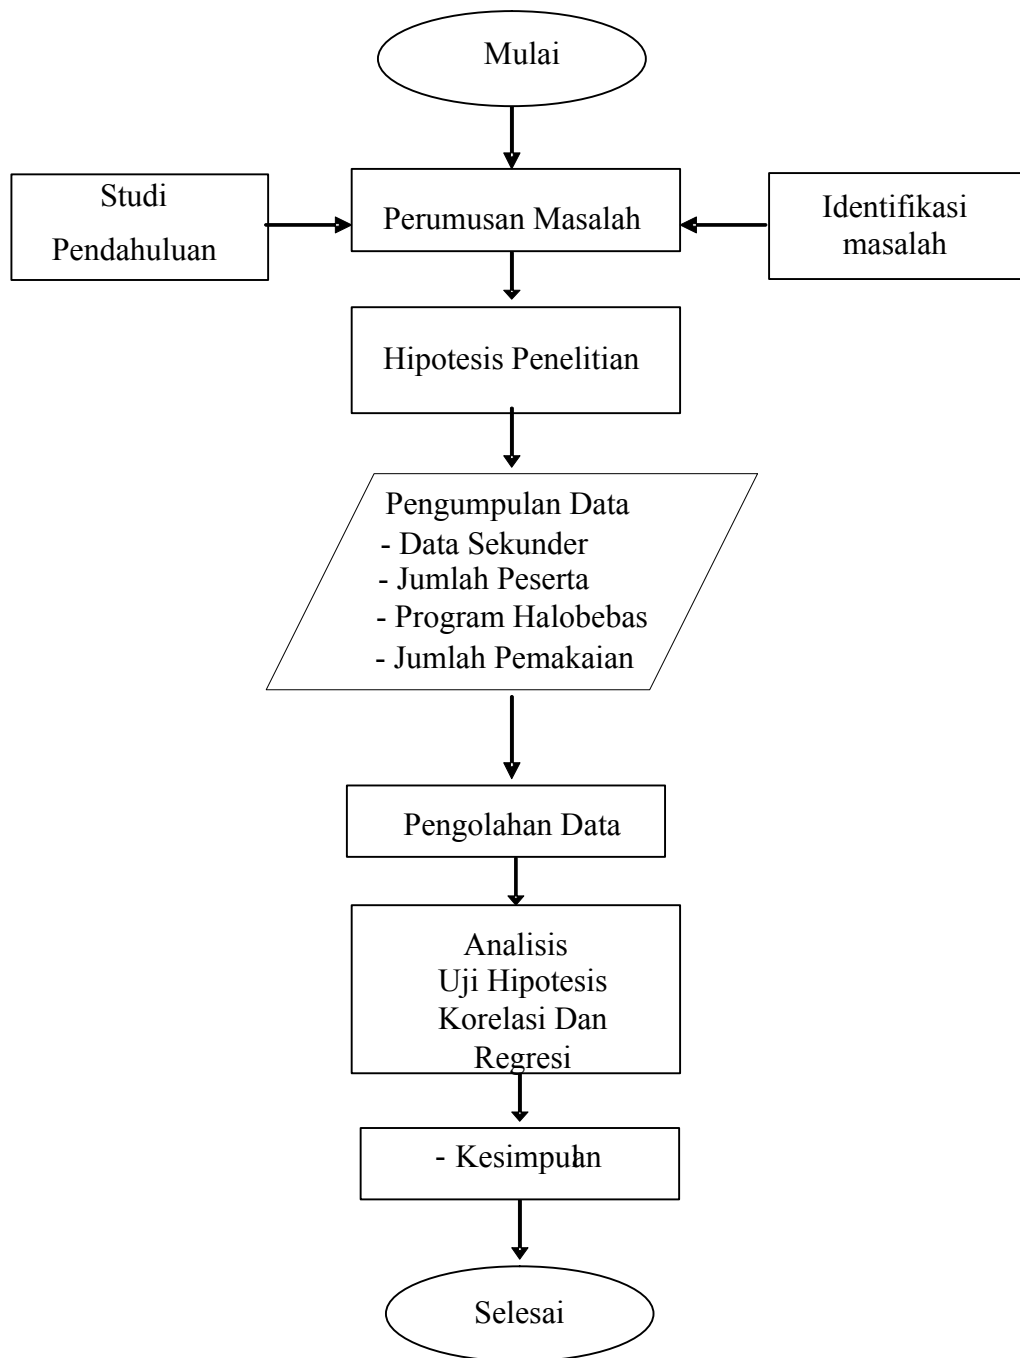 Mulai
Studi
Pendahuluan
Perumusan Masalah
Identifikasi
masalah
Hipotesis Penelitian
Pengumpulan Data
- Data Sekunder
- Jumlah Peserta
- Program Halobebas
- Jumlah Pemakaian
Pengolahan Data
Analisis
Uji Hipotesis
Korelasi Dan
Regresi
- Kesimpulan
Selesai